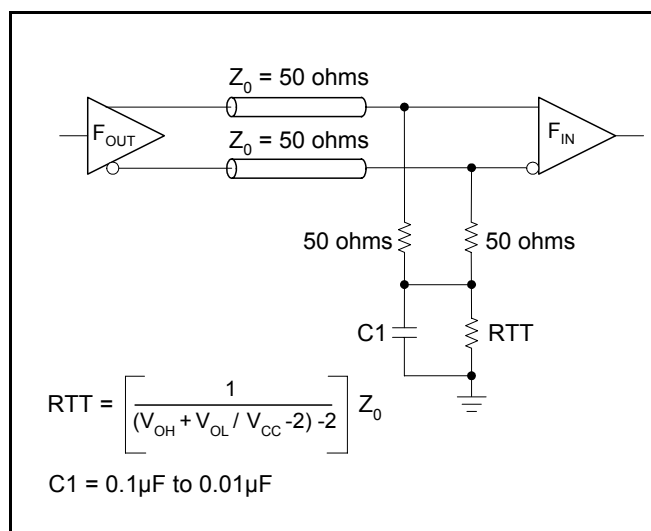 Z0 = 50 ohms
FOUT
Z0 = 50 ohms
FIN
50 ohms
50 ohms
C1
RTT
RTT = [ 1 / (VOH + VOL / VCC -2) -2 ] Z0
C1 = 0.1µF to 0.01µF